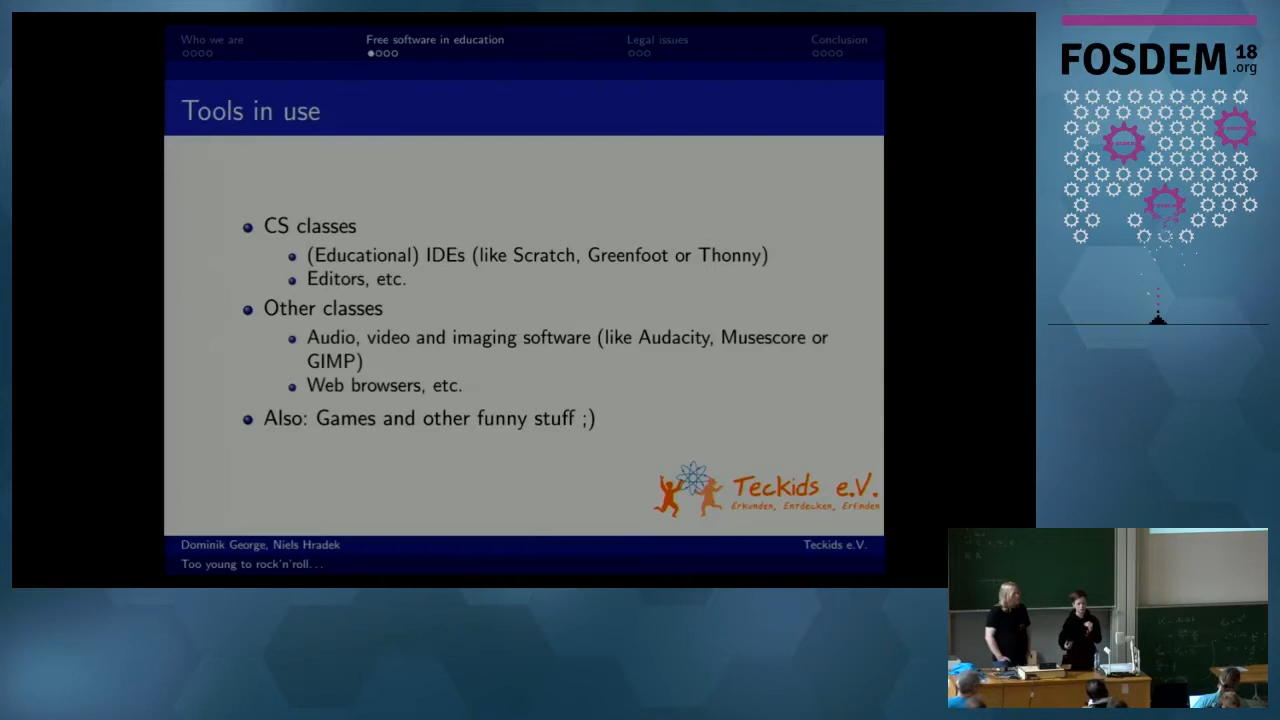 Who we are
Free software in education
Legal issues
Conclusion
Tools in use
CS classes
(Educational) IDEs (like Scratch, Greenfoot or Thonny)
Editors, etc.
Other classes
Audio, video and imaging software (like Audacity, Musescore or
GIMP)
Web browsers, etc.
Also: Games and other funny stuff ;)
Teckids e.V.
Erkunden, Entdecken, Erfinden
Dominik George, Niels Hradek
Teckids e.V.
Too young to rock'n'roll...
FOSDEM 18
.org